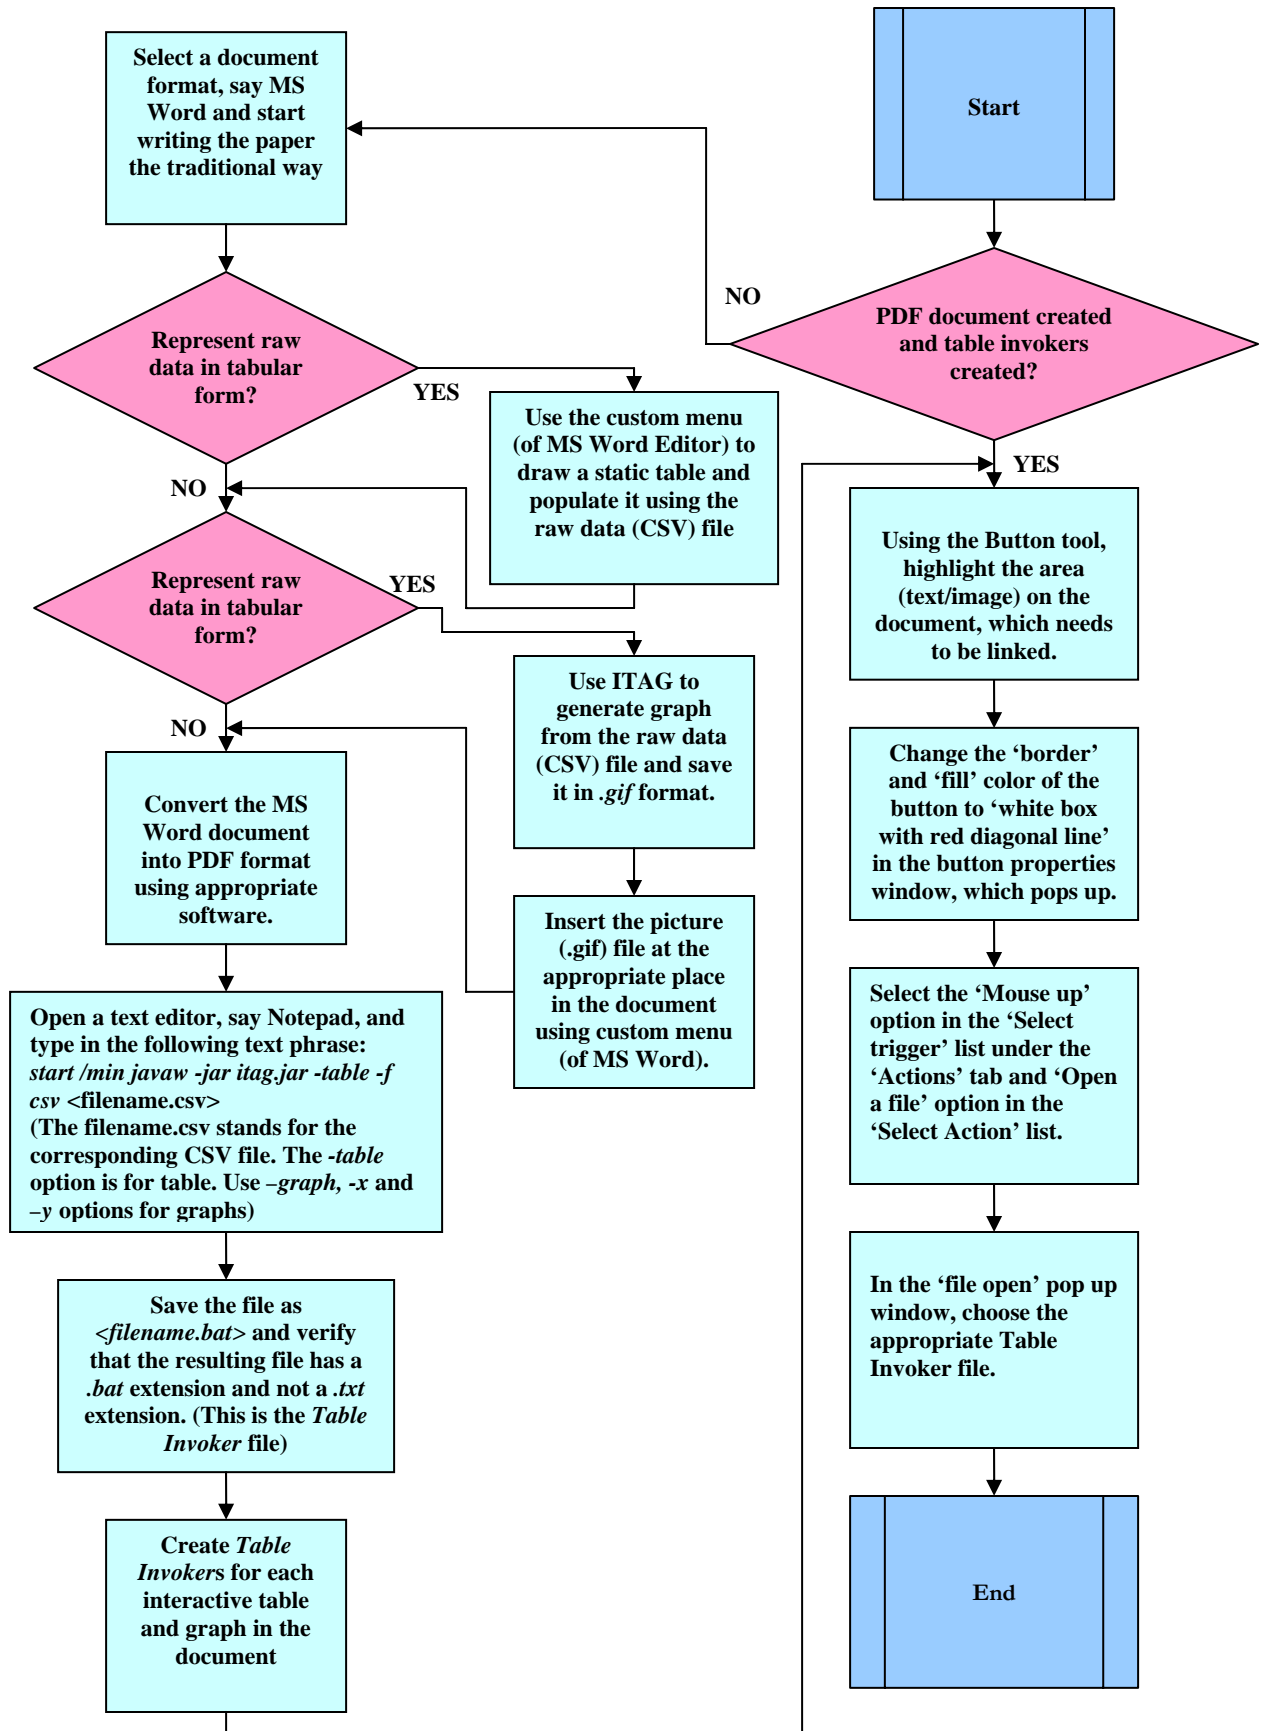 Start
PDF document created
and table invokers
created?
NO
YES
Select a document
format, say MS
Word and start
writing the paper
the traditional way
Represent raw
data in tabular
form?
YES
NO
Use the custom menu
(of MS Word Editor) to
draw a static table and
populate it using the
raw data (CSV) file
Represent raw
data in tabular
form?
YES
NO
Use ITAG to
generate graph
from the raw data
(CSV) file and save
it in .gif format.
Insert the picture
(.gif) file at the
appropriate place
in the document
using custom menu
(of MS Word).
Convert the MS
Word document
into PDF format
using appropriate
software.
Open a text editor, say Notepad, and
type in the following text phrase:
start /min javaw -jar itag.jar -table -f
csv <filename.csv>
(The filename.csv stands for the
corresponding CSV file. The -table
option is for table. Use –graph, -x and
–y options for graphs)
Save the file as
<filename.bat> and verify
that the resulting file has a
.bat extension and not a .txt
extension. (This is the Table
Invoker file)
Create Table
Invokers for each
interactive table
and graph in the
document
Using the Button tool,
highlight the area
(text/image) on the
document, which needs
to be linked.
Change the ‘border’
and ‘fill’ color of the
button to ‘white box
with red diagonal line’
in the button properties
window, which pops up.
Select the ‘Mouse up’
option in the ‘Select
trigger’ list under the
‘Actions’ tab and ‘Open
a file’ option in the
‘Select Action’ list.
In the ‘file open’ pop up
window, choose the
appropriate Table
Invoker file.
End